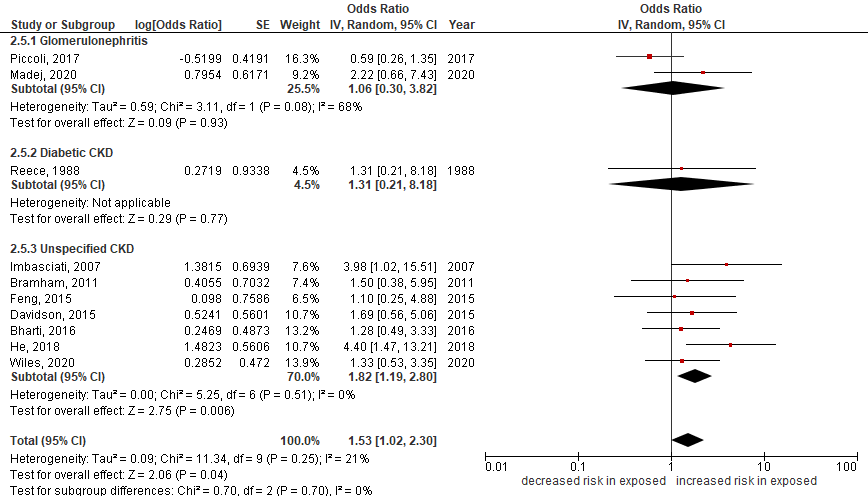 Odds Ratio Odds Ratio
Study or Subgroup log[Odds Ratio] SE Weight IV, Random, 95% CI Year IV, Random, 95% CI
2.5.1 Glomerulonephritis
Piccoli, 2017 -0.5199 0.4191 16.3% 0.59 [0.26, 1.35] 2017
Madej, 2020 0.7954 0.6171 9.2% 2.22 [0.66, 7.43] 2020
Subtotal (95% CI) 25.5% 1.06 [0.30, 3.82]
Heterogeneity: Tau² = 0.59; Chi² = 3.11, df = 1 (P = 0.08); I² = 68%
Test for overall effect: Z = 0.09 (P = 0.93)
2.5.2 Diabetic CKD
Reece, 1988 0.2719 0.9338 4.5% 1.31 [0.21, 8.18] 1988
Subtotal (95% CI) 4.5% 1.31 [0.21, 8.18]
Heterogeneity: Not applicable
Test for overall effect: Z = 0.29 (P = 0.77)
2.5.3 Unspecified CKD
Imbasciati, 2007 1.3815 0.6939 7.6% 3.98 [1.02, 15.51] 2007
Bramham, 2011 0.4055 0.7032 7.4% 1.50 [0.38, 5.95] 2011
Feng, 2015 0.098 0.7586 6.5% 1.10 [0.25, 4.88] 2015
Davidson, 2015 0.5241 0.5601 10.7% 1.69 [0.56, 5.06] 2015
Bharti, 2016 0.2469 0.4873 13.2% 1.28 [0.49, 3.33] 2016
He, 2018 1.4823 0.5606 10.7% 4.40 [1.47, 13.21] 2018
Wiles, 2020 0.2852 0.472 13.9% 1.33 [0.53, 3.35] 2020
Subtotal (95% CI) 70.0% 1.82 [1.19, 2.80]
Heterogeneity: Tau² = 0.00; Chi² = 5.25, df = 6 (P = 0.51); I² = 0%
Test for overall effect: Z = 2.75 (P = 0.006)
Total (95% CI) 100.0% 1.53 [1.02, 2.30]
Heterogeneity: Tau² = 0.09; Chi² = 11.34, df = 9 (P = 0.25); I² = 21%
Test for overall effect: Z = 2.06 (P = 0.04)
Test for subgroup differences: Chi² = 0.70, df = 2 (P = 0.70), I² = 0%
0.01 0.1 1 10 100
decreased risk in exposed increased risk in exposed